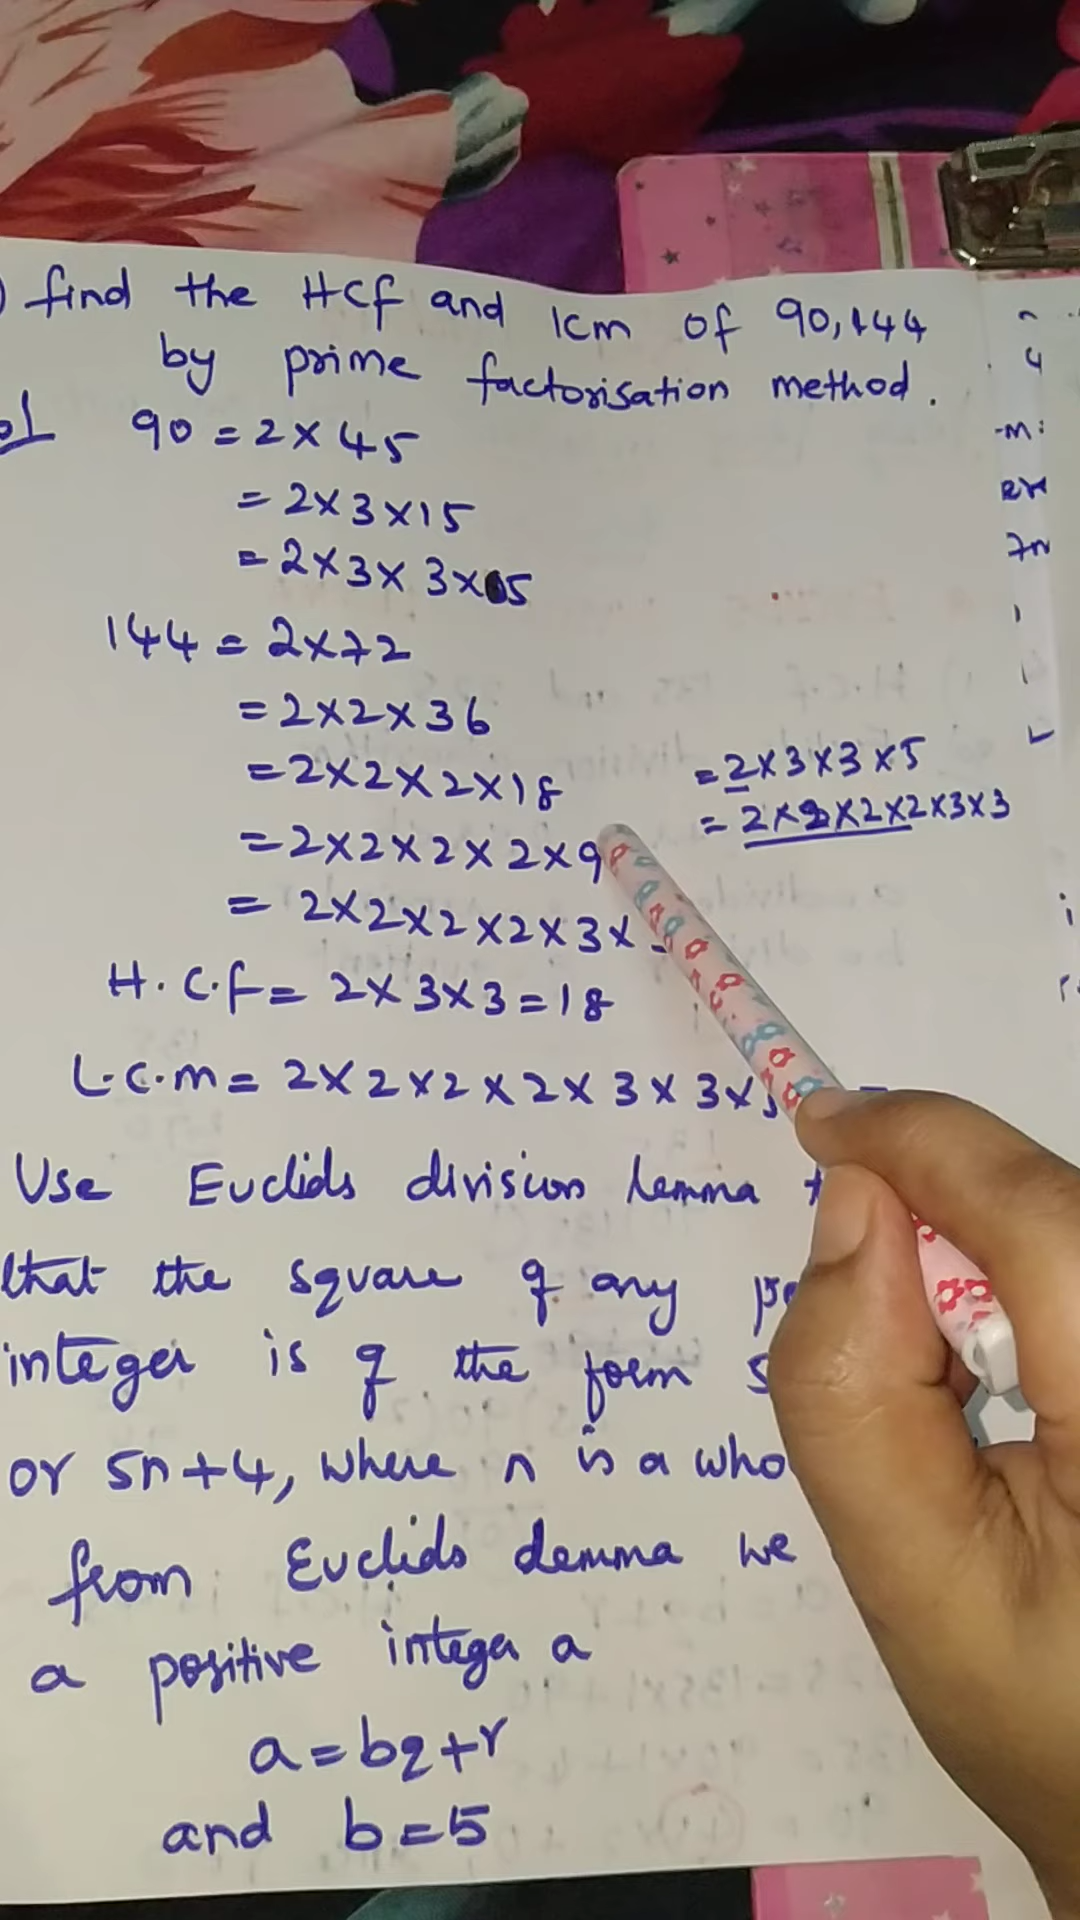 find the HCf and lcm of 90,144
by prime factorisation method.
90 = 2 × 45
= 2×3×15
= 2×3× 3×5
144 = 2×72
= 2×2×36
= 2×2×2×18
= 2×3×3×5
= 2×2×2×2×3×3
= 2×2×2×2×9
= 2×2×2×2×3×
H.C.f = 2×3×3=18
L.C.m = 2×2×2×2×3×3×
Use Euclids division lemma
that the square of any
integer is of the form
or 5n+4, where n is a
from Euclids lemma we
a positive integer a
a=bq+r
and b=5